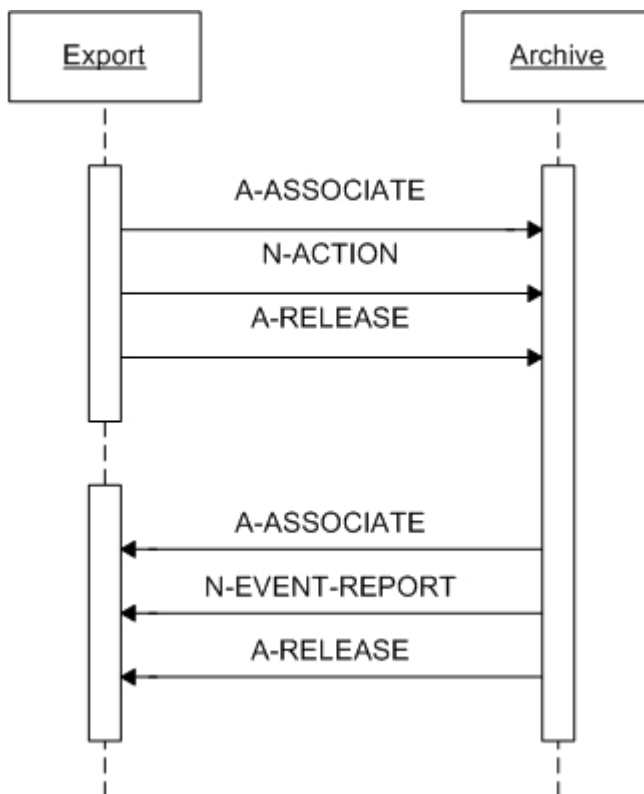 Export
Archive
A-ASSOCIATE
N-ACTION
A-RELEASE
A-ASSOCIATE
N-EVENT-REPORT
A-RELEASE